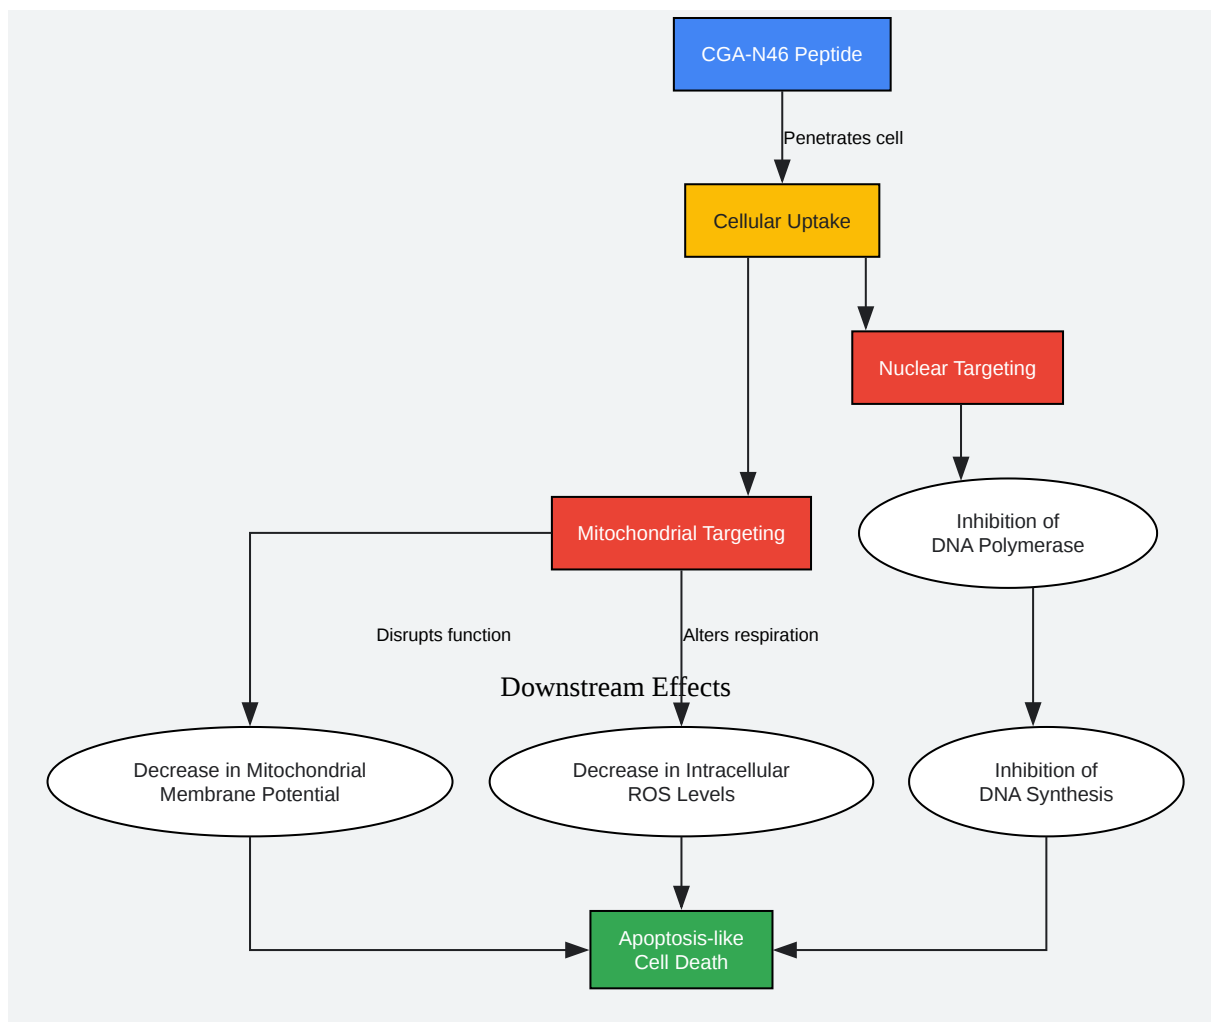 CGA-N46 Peptide
Penetrates cell
Cellular Uptake
Nuclear Targeting
Mitochondrial Targeting
Inhibition of
DNA Polymerase
Disrupts function
Alters respiration
Downstream Effects
Decrease in Mitochondrial
Membrane Potential
Decrease in Intracellular
ROS Levels
Inhibition of
DNA Synthesis
Apoptosis-like
Cell Death